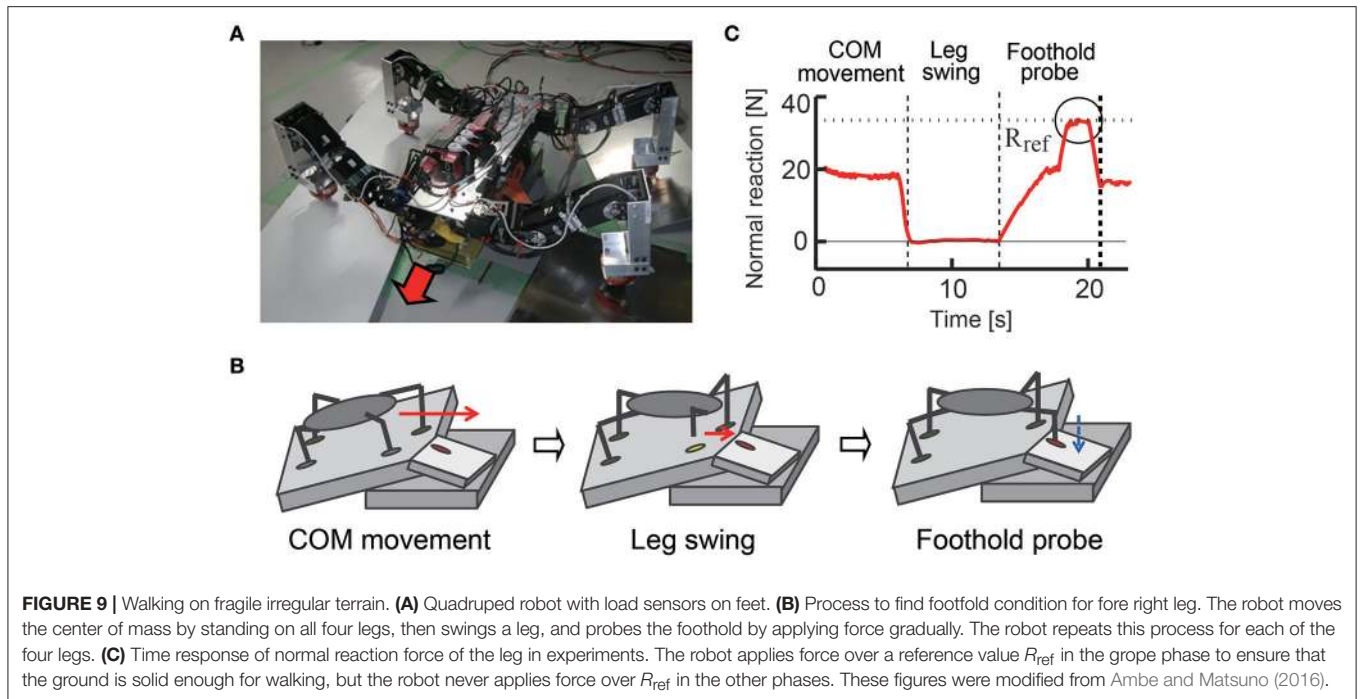 A
C
COM movement
Leg swing
Foothold probe
40
20
0
Normal reaction [N]
R_ref
0
10
20
Time [s]
B
COM movement
Leg swing
Foothold probe
FIGURE 9 | Walking on fragile irregular terrain. (A) Quadruped robot with load sensors on feet. (B) Process to find footfold condition for fore right leg. The robot moves
the center of mass by standing on all four legs, then swings a leg, and probes the foothold by applying force gradually. The robot repeats this process for each of the
four legs. (C) Time response of normal reaction force of the leg in experiments. The robot applies force over a reference value R_ref in the grope phase to ensure that
the ground is solid enough for walking, but the robot never applies force over R_ref in the other phases. These figures were modified from Ambe and Matsuno (2016).